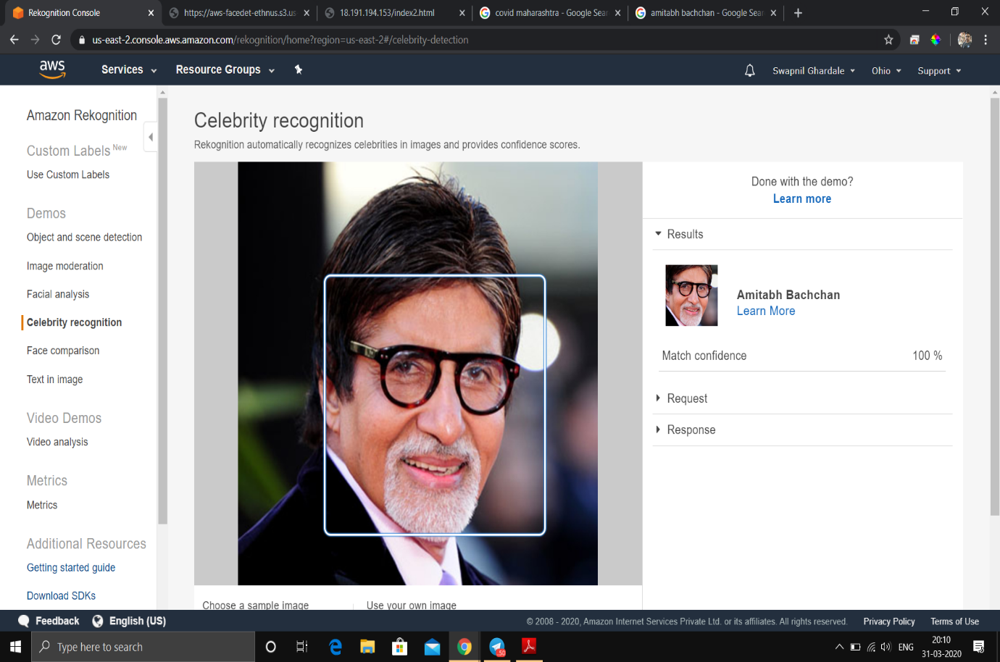 Rekognition Console
https://aws-facedet-ethnus.s3.us
18.191.194.153/index2.html
covid maharashtra - Google Sear
amitabh bachchan - Google Sear
us-east-2.console.aws.amazon.com/rekognition/home?region=us-east-2#/celebrity-detection
aws
Services
Resource Groups
Swapnil Ghardale
Ohio
Support
Amazon Rekognition
Custom Labels New
Use Custom Labels
Demos
Object and scene detection
Image moderation
Facial analysis
Celebrity recognition
Face comparison
Text in image
Video Demos
Video analysis
Metrics
Metrics
Additional Resources
Getting started guide
Download SDKs
Celebrity recognition
Rekognition automatically recognizes celebrities in images and provides confidence scores.
Choose a sample image
Use your own image
Done with the demo?
Learn more
Results
Amitabh Bachchan
Learn More
Match confidence 100 %
Request
Response
Feedback
English (US)
© 2008 - 2020, Amazon Internet Services Private Ltd. or its affiliates. All rights reserved.
Privacy Policy
Terms of Use
Type here to search
50
ENG
20:10
31-03-2020